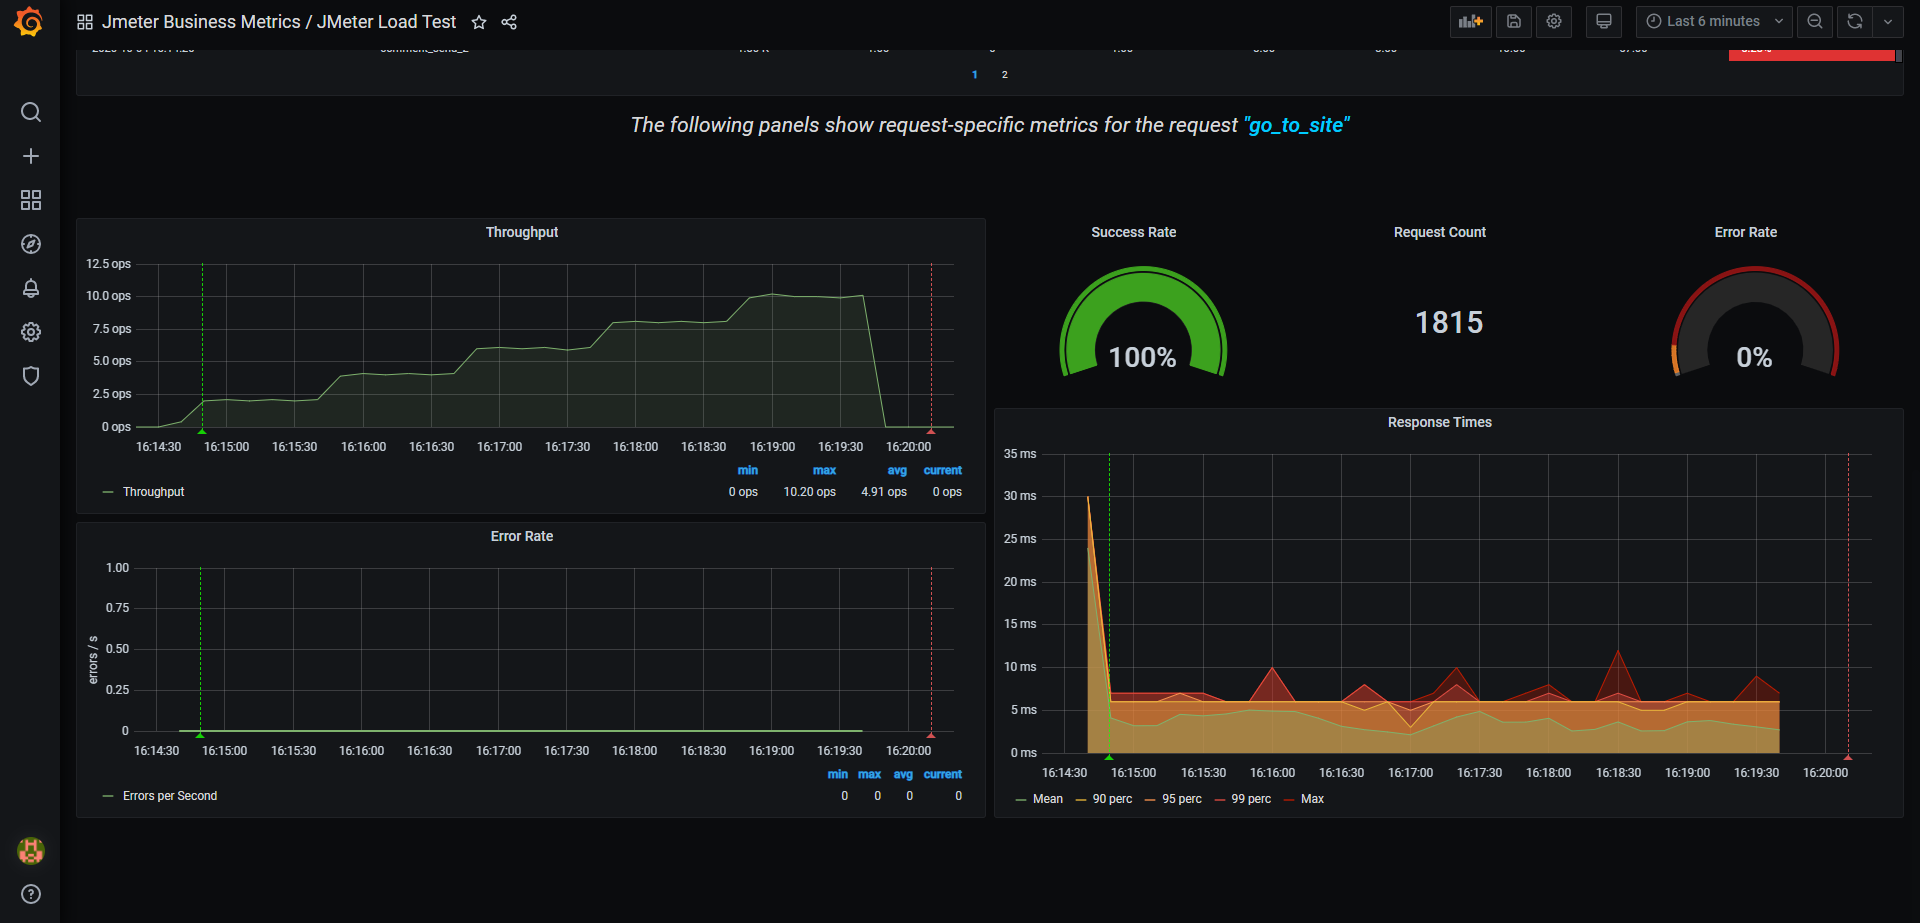 Jmeter Business Metrics / JMeter Load Test
Last 6 minutes
1 2
The following panels show request-specific metrics for the request "go_to_site"
Throughput
12.5 ops
10.0 ops
7.5 ops
5.0 ops
2.5 ops
0 ops
16:14:30 16:15:00 16:15:30 16:16:00 16:16:30 16:17:00 16:17:30 16:18:00 16:18:30 16:19:00 16:19:30 16:20:00
min max avg current
Throughput 0 ops 10.20 ops 4.91 ops 0 ops
Success Rate
100%
Request Count
1815
Error Rate
0%
Error Rate
errors / s
1.00
0.75
0.50
0.25
0
16:14:30 16:15:00 16:15:30 16:16:00 16:16:30 16:17:00 16:17:30 16:18:00 16:18:30 16:19:00 16:19:30 16:20:00
min max avg current
Errors per Second 0 0 0 0
Response Times
35 ms
30 ms
25 ms
20 ms
15 ms
10 ms
5 ms
0 ms
16:14:30 16:15:00 16:15:30 16:16:00 16:16:30 16:17:00 16:17:30 16:18:00 16:18:30 16:19:00 16:19:30 16:20:00
Mean 90 perc 95 perc 99 perc Max